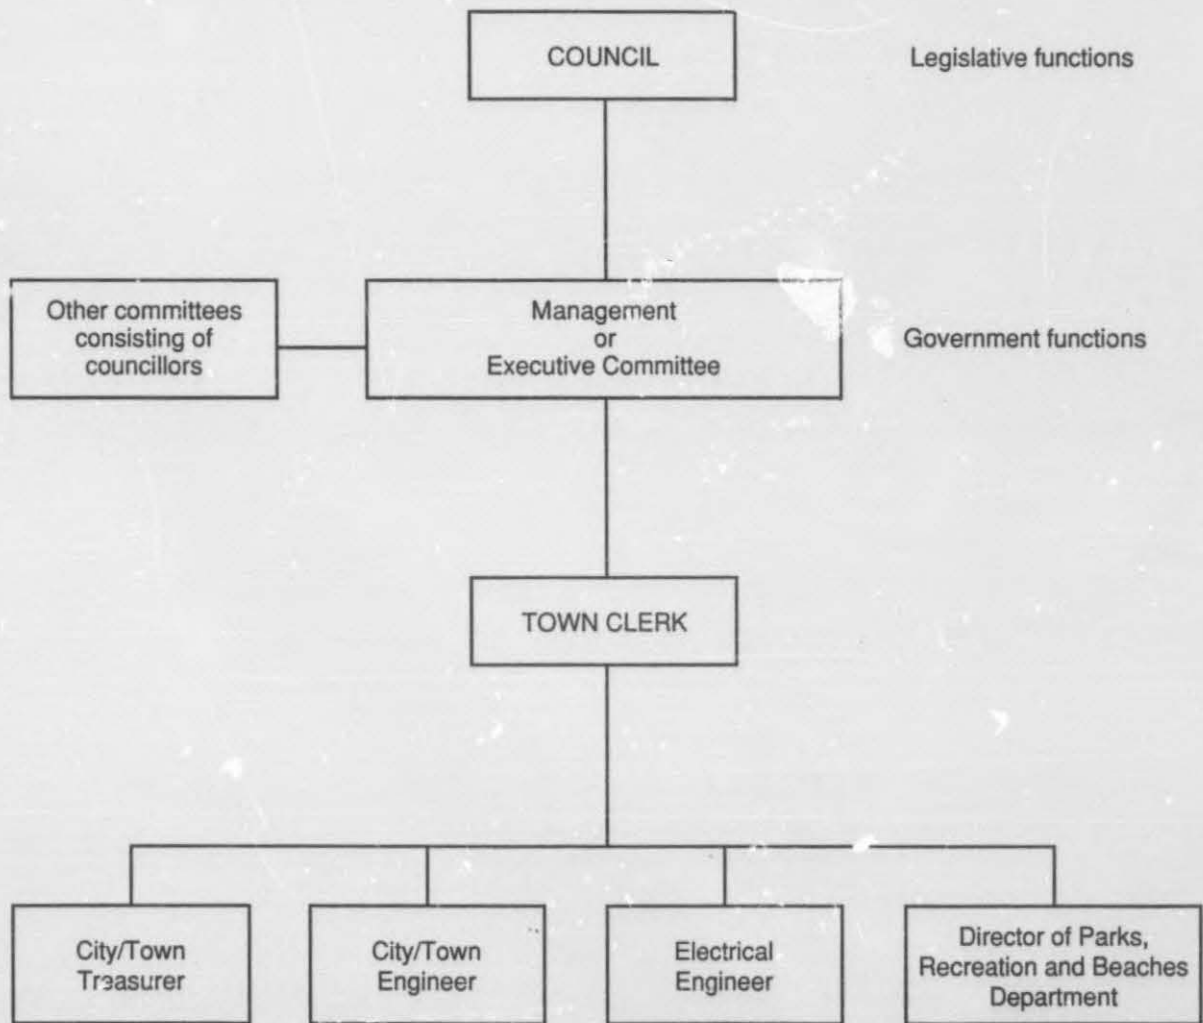 COUNCIL
Legislative functions
Other committees
consisting of
councillors
Management
or
Executive Committee
Government functions
TOWN CLERK
City/Town
Treasurer
City/Town
Engineer
Electrical
Engineer
Director of Parks,
Recreation and Beaches
Department